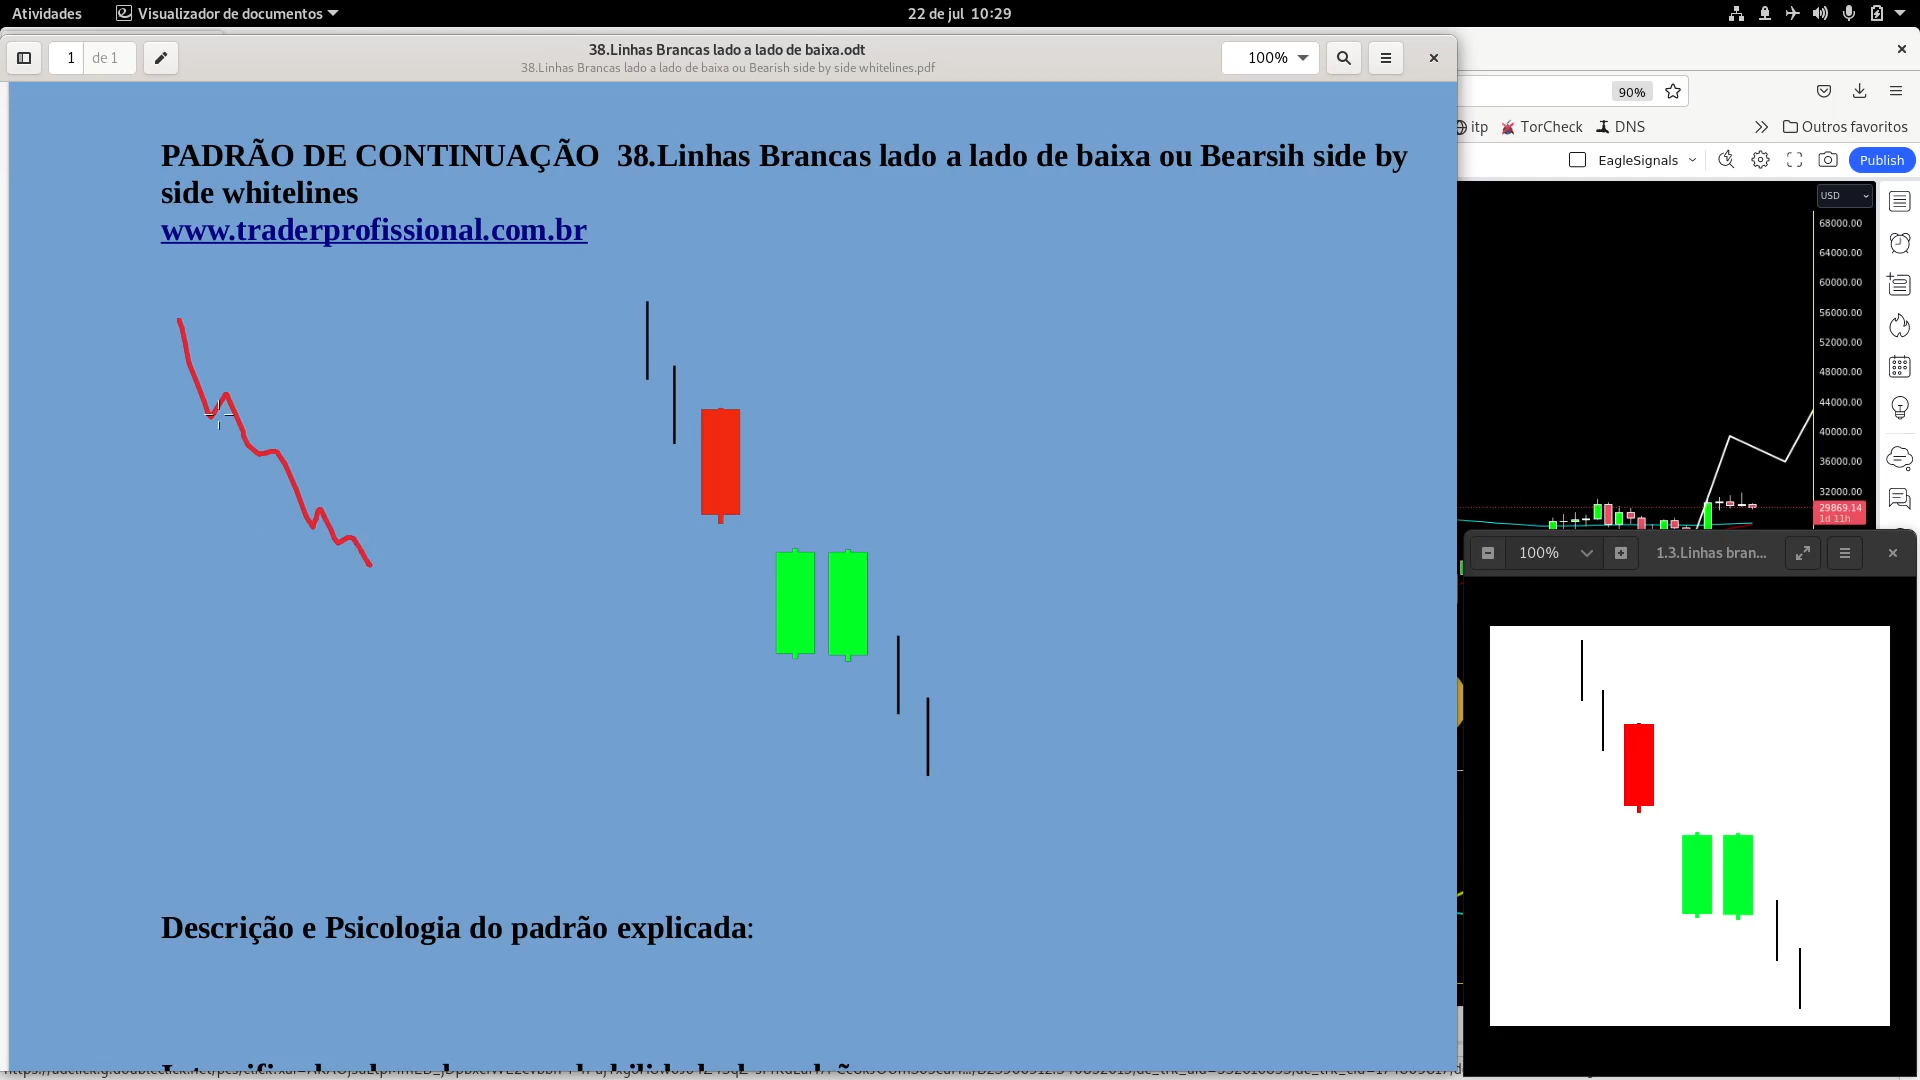 Atividades
Visualizador de documentos
22 de jul 10:29
1
de 1
38.Linhas Brancas lado a lado de baixa.odt
38.Linhas Brancas lado a lado de baixa ou Bearish side by side whitelines.pdf
100%
90%
itp
TorCheck
DNS
Outros favoritos
EagleSignals
Publish
PADRÃO DE CONTINUAÇÃO 38.Linhas Brancas lado a lado de baixa ou Bearsih side by
side whitelines
www.traderprofissional.com.br
USD
68000.00
64000.00
60000.00
56000.00
52000.00
48000.00
44000.00
40000.00
36000.00
32000.00
29869.14
1d 11h
100%
1.3.Linhas bran...
Descrição e Psicologia do padrão explicada: